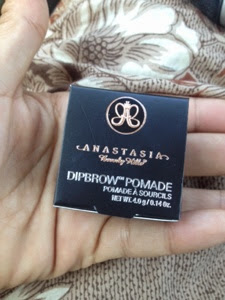 ANASTASIA
Beverly Hills®
DIPBROW™ POMADE
POMADE À SOURCILS
NET WT. 4.0 g / 0.14 Oz.